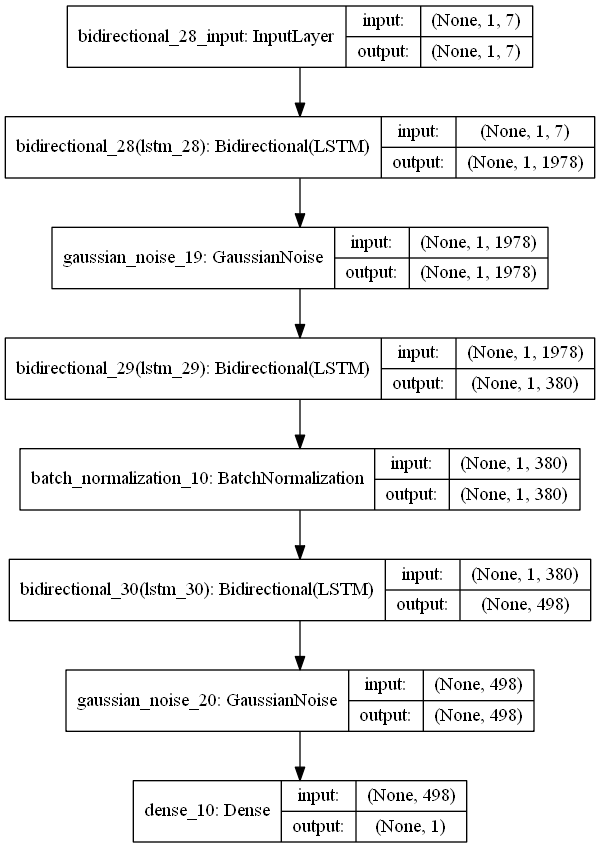 bidirectional_28_input: InputLayer
input: (None, 1, 7)
output: (None, 1, 7)
bidirectional_28(lstm_28): Bidirectional(LSTM)
input: (None, 1, 7)
output: (None, 1, 1978)
gaussian_noise_19: GaussianNoise
input: (None, 1, 1978)
output: (None, 1, 1978)
bidirectional_29(lstm_29): Bidirectional(LSTM)
input: (None, 1, 1978)
output: (None, 1, 380)
batch_normalization_10: BatchNormalization
input: (None, 1, 380)
output: (None, 1, 380)
bidirectional_30(lstm_30): Bidirectional(LSTM)
input: (None, 1, 380)
output: (None, 498)
gaussian_noise_20: GaussianNoise
input: (None, 498)
output: (None, 498)
dense_10: Dense
input: (None, 498)
output: (None, 1)